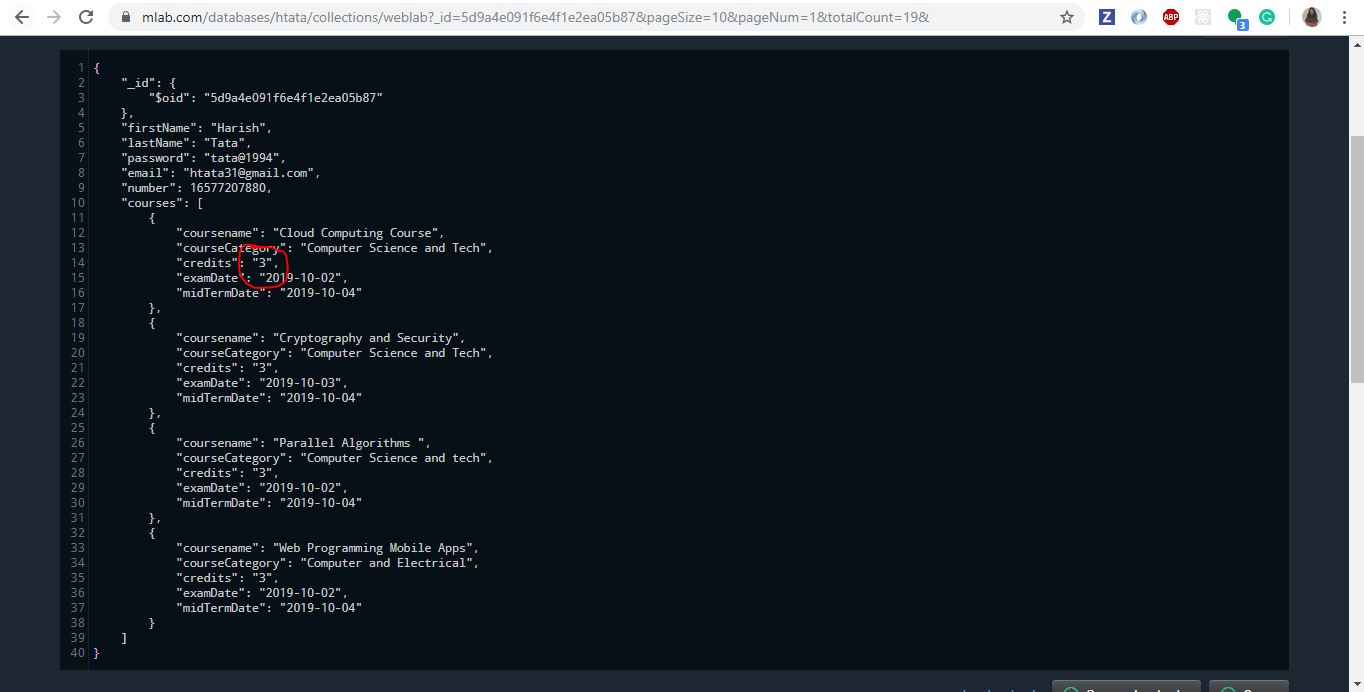 mlab.com/databases/htata/collections/weblab?_id=5d9a4e091f6e4f1e2ea05b87&pageSize=10&pageNum=1&totalCount=19&
Z ABP 3 G
1 {
2 "_id": {
3 "$oid": "5d9a4e091f6e4f1e2ea05b87"
4 },
5 "firstName": "Harish",
6 "lastName": "Tata",
7 "password": "tata@1994",
8 "email": "htata31@gmail.com",
9 "number": 16577207880,
10 "courses": [
11 {
12 "coursename": "Cloud Computing Course",
13 "courseCategory": "Computer Science and Tech",
14 "credits": "3",
15 "examDate": "2019-10-02",
16 "midTermDate": "2019-10-04"
17 },
18 {
19 "coursename": "Cryptography and Security",
20 "courseCategory": "Computer Science and Tech",
21 "credits": "3",
22 "examDate": "2019-10-03",
23 "midTermDate": "2019-10-04"
24 },
25 {
26 "coursename": "Parallel Algorithms ",
27 "courseCategory": "Computer Science and tech",
28 "credits": "3",
29 "examDate": "2019-10-02",
30 "midTermDate": "2019-10-04"
31 },
32 {
33 "coursename": "Web Programming Mobile Apps",
34 "courseCategory": "Computer and Electrical",
35 "credits": "3",
36 "examDate": "2019-10-02",
37 "midTermDate": "2019-10-04"
38 }
39 ]
40 }